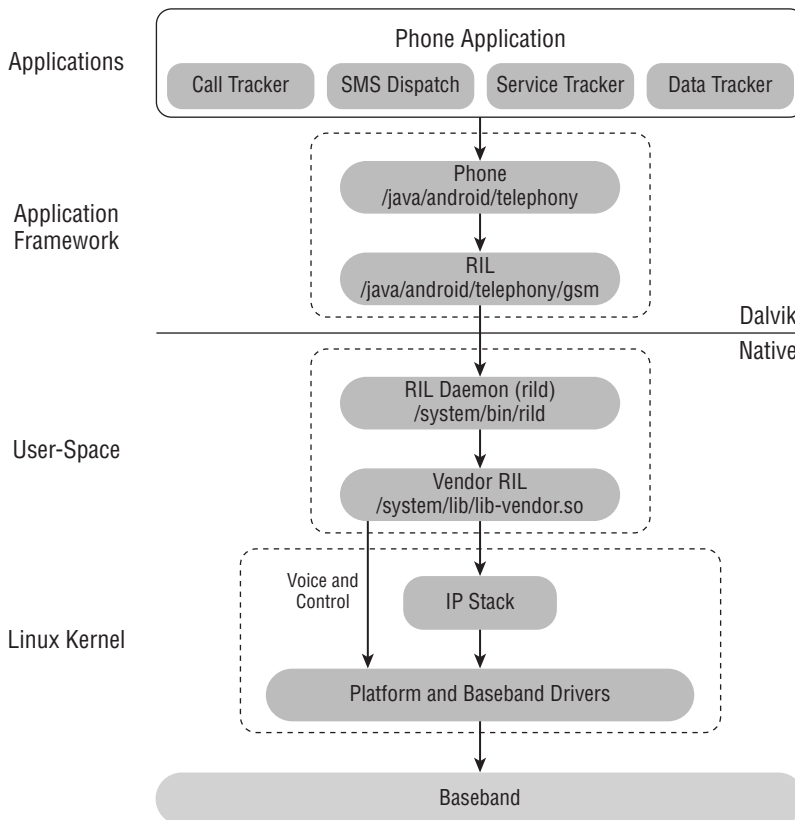 Applications
Phone Application
Call Tracker
SMS Dispatch
Service Tracker
Data Tracker
Application
Framework
Phone
/java/android/telephony
RIL
/java/android/telephony/gsm
Dalvik
Native
User-Space
RIL Daemon (rild)
/system/bin/rild
Vendor RIL
/system/lib/lib-vendor.so
Linux Kernel
Voice and
Control
IP Stack
Platform and Baseband Drivers
Baseband